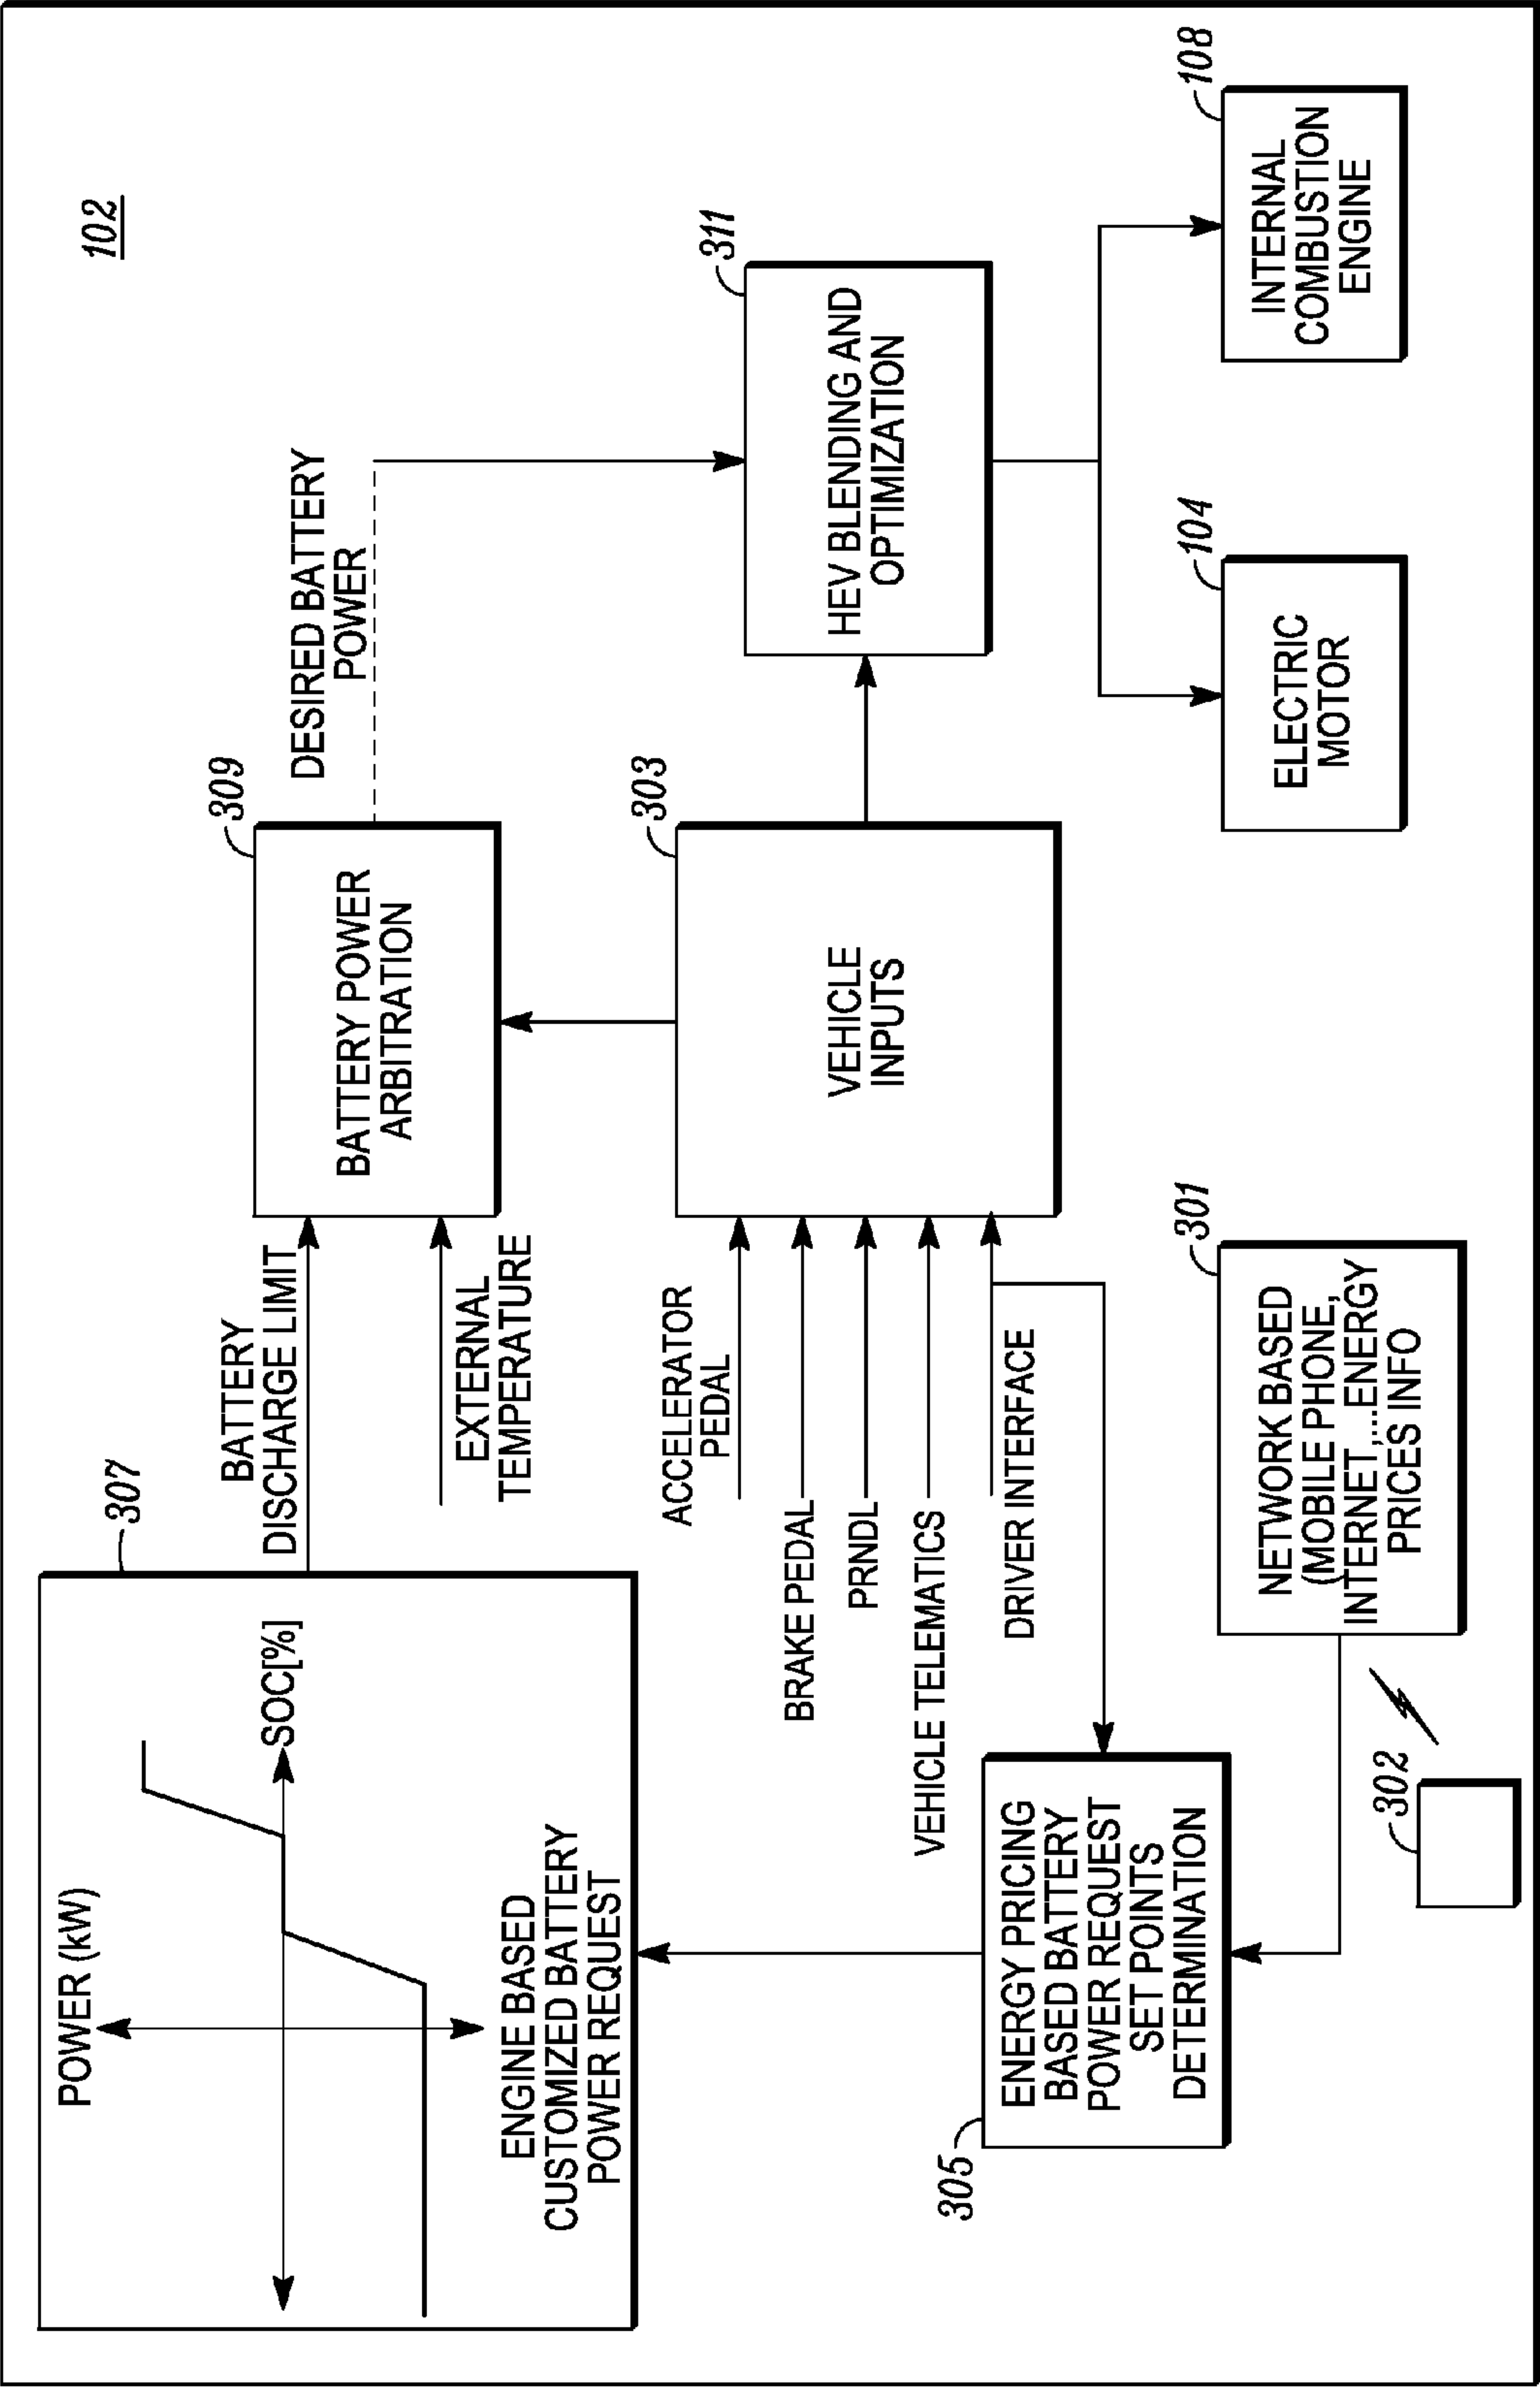 102
307
POWER (kW)
SOC[%]
ENGINE BASED
CUSTOMIZED BATTERY
POWER REQUEST
BATTERY
DISCHARGE LIMIT
EXTERNAL
TEMPERATURE
309
BATTERY POWER
ARBITRATION
DESIRED BATTERY
POWER
ACCELERATOR
PEDAL
BRAKE PEDAL
PRNDL
VEHICLE TELEMATICS
DRIVER INTERFACE
303
VEHICLE
INPUTS
311
HEV BLENDING AND
OPTIMIZATION
305
ENERGY PRICING
BASED BATTERY
POWER REQUEST
SET POINTS
DETERMINATION
301
NETWORK BASED
(MOBILE PHONE,
INTERNET,...ENERGY
PRICES INFO
302
104
ELECTRIC
MOTOR
108
INTERNAL
COMBUSTION
ENGINE